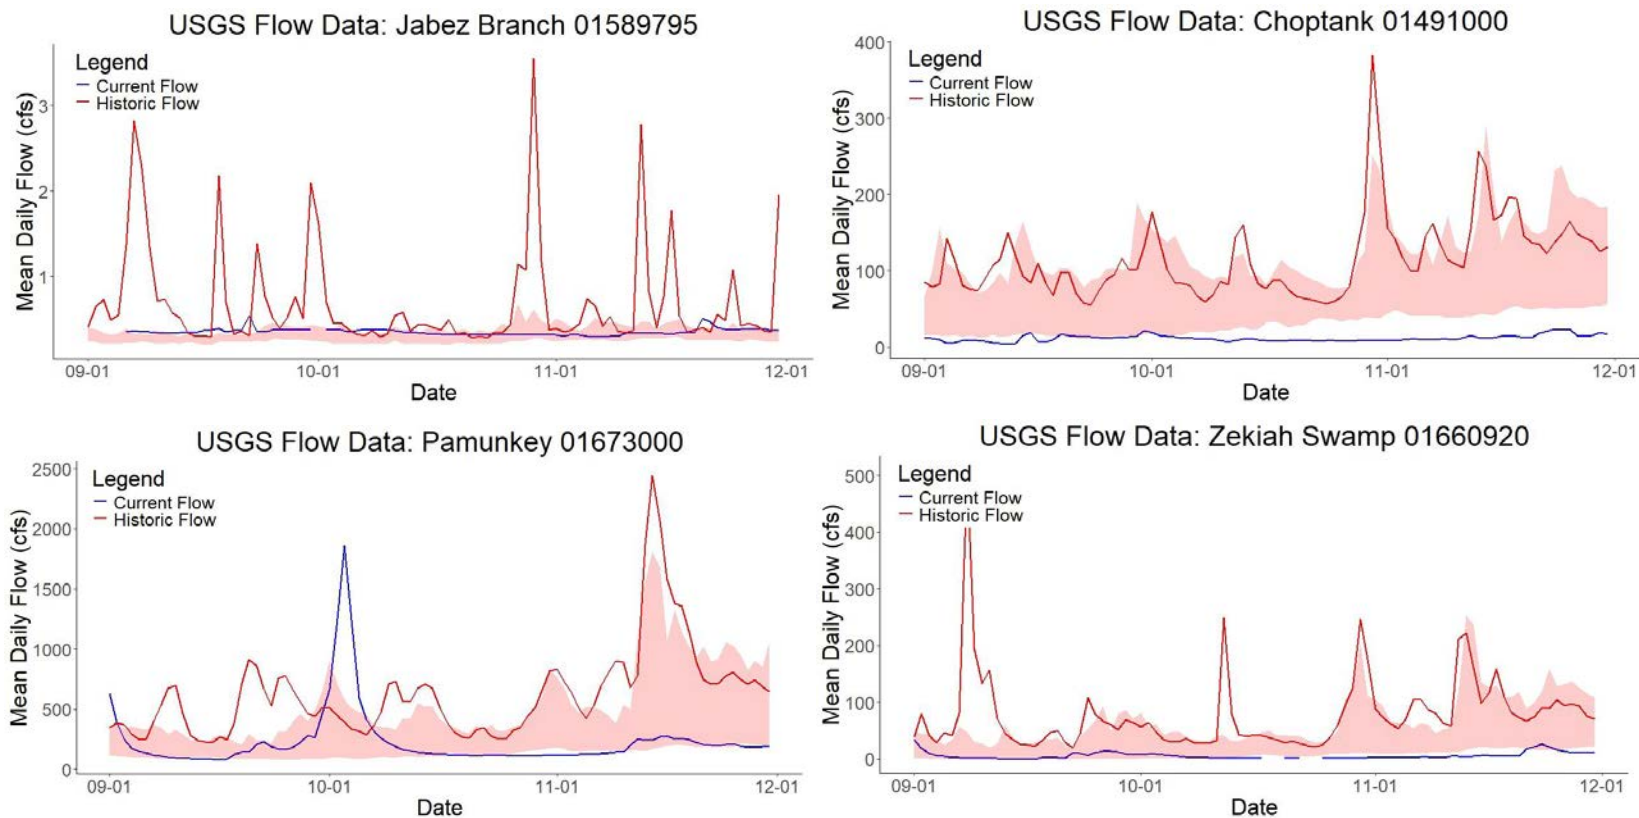 USGS Flow Data: Jabez Branch 01589795
Legend
Current Flow
Historic Flow
Mean Daily Flow (cfs)
3
2
1
09-01
10-01
11-01
12-01
Date
USGS Flow Data: Choptank 01491000
Legend
Current Flow
Historic Flow
Mean Daily Flow (cfs)
400
300
200
100
0
09-01
10-01
11-01
12-01
Date
USGS Flow Data: Pamunkey 01673000
Legend
Current Flow
Historic Flow
Mean Daily Flow (cfs)
2500
2000
1500
1000
500
0
09-01
10-01
11-01
12-01
Date
USGS Flow Data: Zekiah Swamp 01660920
Legend
Current Flow
Historic Flow
Mean Daily Flow (cfs)
500
400
300
200
100
0
09-01
10-01
11-01
12-01
Date